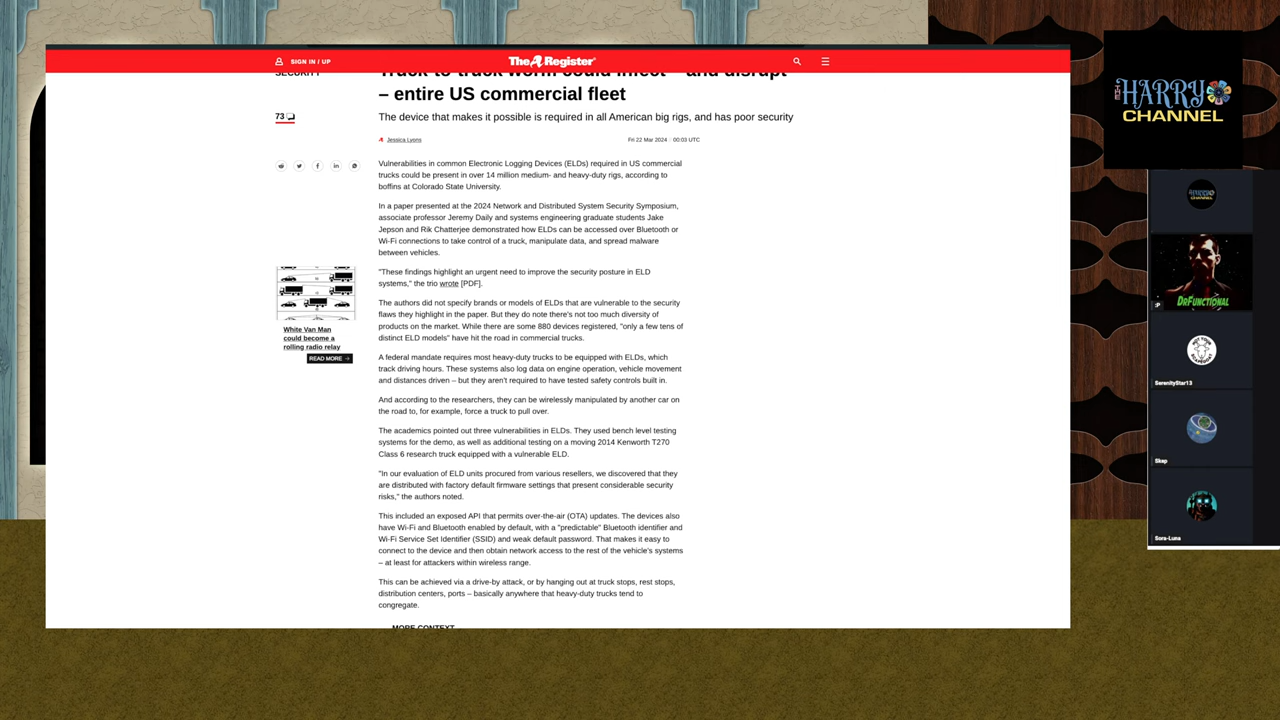 SIGN IN / UP
The Register
SECURITY
Truck-to-truck worm could infect – and disrupt
– entire US commercial fleet
73
The device that makes it possible is required in all American big rigs, and has poor security
Jessica Lyons
Fri 22 Mar 2024 00:03 UTC
Vulnerabilities in common Electronic Logging Devices (ELDs) required in US commercial
trucks could be present in over 14 million medium- and heavy-duty rigs, according to
boffins at Colorado State University.
In a paper presented at the 2024 Network and Distributed System Security Symposium,
associate professor Jeremy Daily and systems engineering graduate students Jake
Jepson and Rik Chatterjee demonstrated how ELDs can be accessed over Bluetooth or
Wi-Fi connections to take control of a truck, manipulate data, and spread malware
between vehicles.
"These findings highlight an urgent need to improve the security posture in ELD
systems," the trio wrote [PDF].
The authors did not specify brands or models of ELDs that are vulnerable to the security
flaws they highlight in the paper. But they do note there's not too much diversity of
products on the market. While there are some 880 devices registered, "only a few tens of
distinct ELD models" have hit the road in commercial trucks.
A federal mandate requires most heavy-duty trucks to be equipped with ELDs, which
track driving hours. These systems also log data on engine operation, vehicle movement
and distances driven – but they aren't required to have tested safety controls built in.
And according to the researchers, they can be wirelessly manipulated by another car on
the road to, for example, force a truck to pull over.
The academics pointed out three vulnerabilities in ELDs. They used bench level testing
systems for the demo, as well as additional testing on a moving 2014 Kenworth T270
Class 6 research truck equipped with a vulnerable ELD.
"In our evaluation of ELD units procured from various resellers, we discovered that they
are distributed with factory default firmware settings that present considerable security
risks," the authors noted.
This included an exposed API that permits over-the-air (OTA) updates. The devices also
have Wi-Fi and Bluetooth enabled by default, with a "predictable" Bluetooth identifier and
Wi-Fi Service Set Identifier (SSID) and weak default password. That makes it easy to
connect to the device and then obtain network access to the rest of the vehicle's systems
– at least for attackers within wireless range.
This can be achieved via a drive-by attack, or by hanging out at truck stops, rest stops,
distribution centers, ports – basically anywhere that heavy-duty trucks tend to
congregate.
MORE CONTEXT
White Van Man
could become a
rolling radio relay
READ MORE →
THE
HARRY
CHANNEL
DRFUNCTIONAL
SerenityStar13
Skep
Sora-Luna